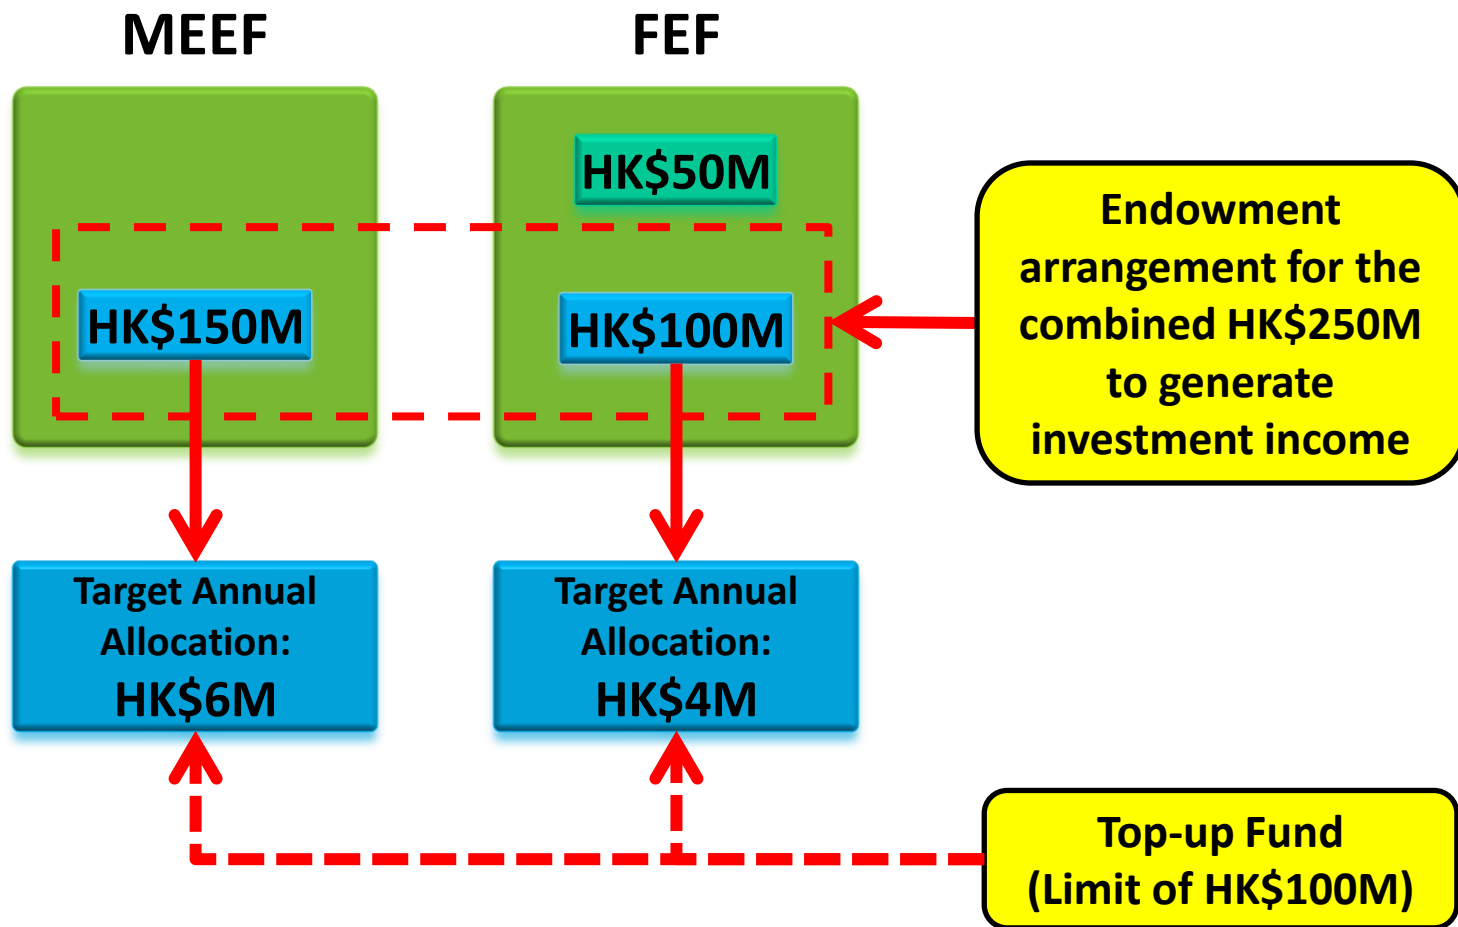 MEEF
FEF
HK$50M
HK$150M
HK$100M
Endowment
arrangement for the
combined HK$250M
to generate
investment income
Target Annual
Allocation:
HK$6M
Target Annual
Allocation:
HK$4M
Top-up Fund
(Limit of HK$100M)